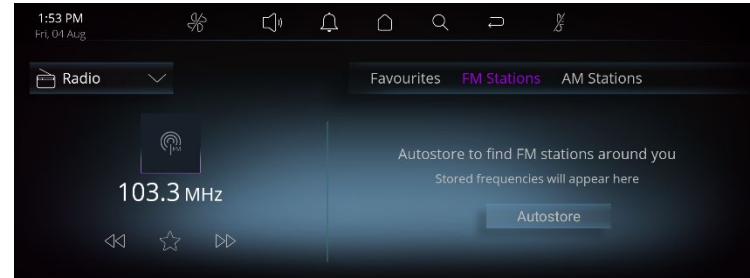 1:53 PM
Fri, 04 Aug
Radio
Favourites FM Stations AM Stations
FM
103.3 MHz
Autostore to find FM stations around you
Stored frequencies will appear here
Autostore